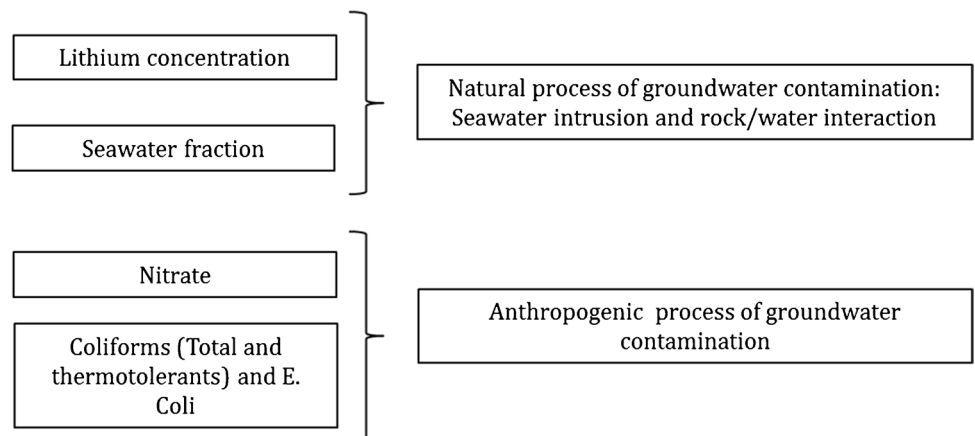 Lithium concentration
Seawater fraction
Natural process of groundwater contamination:
Seawater intrusion and rock/water interaction
Nitrate
Coliforms (Total and
thermotolerants) and E.
Coli
Anthropogenic process of groundwater
contamination